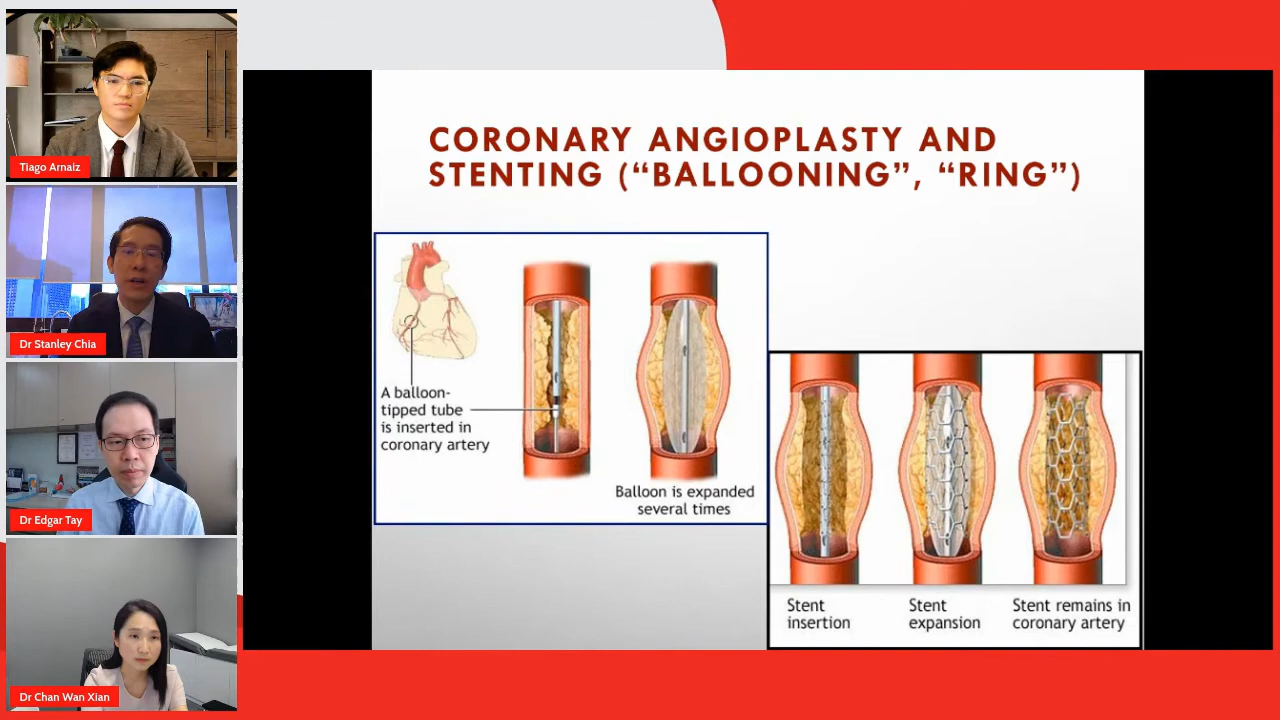 Tiago Arnaiz
Dr Stanley Chia
Dr Edgar Tay
Dr Chan Wan Xian
CORONARY ANGIOPLASTY AND
STENTING (“BALLOONING”, “RING”)
A balloon-
tipped tube
is inserted in
coronary artery
Balloon is expanded
several times
Stent
insertion
Stent
expansion
Stent remains in
coronary artery